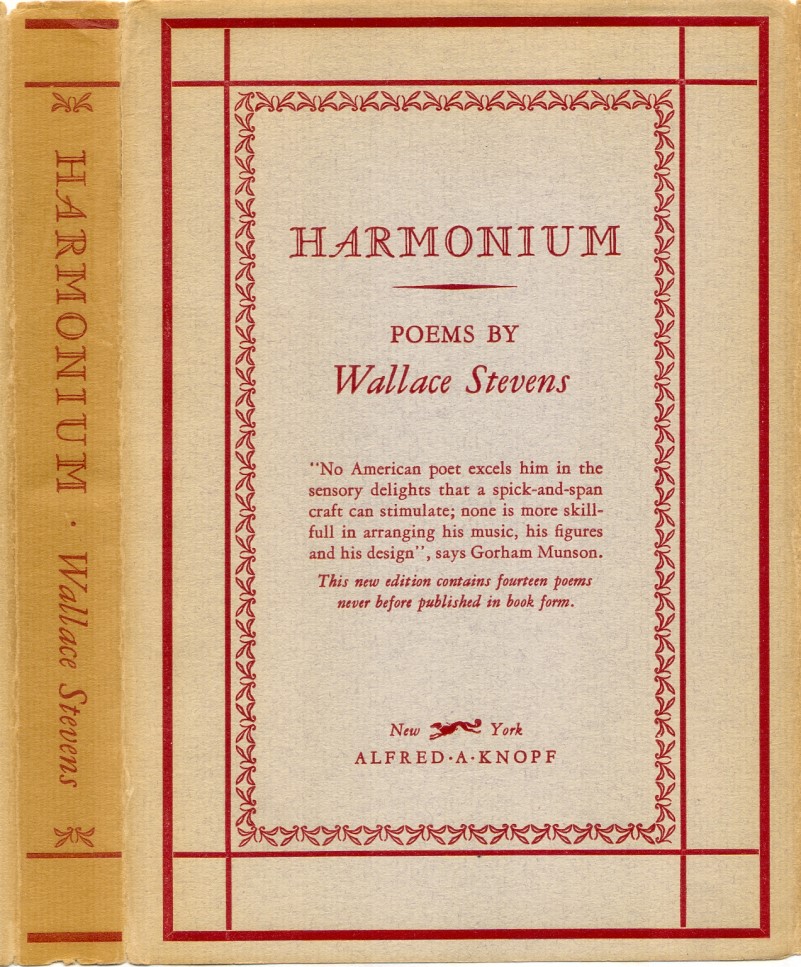 HARMONIUM · Wallace Stevens
HARMONIUM
POEMS BY
Wallace Stevens
"No American poet excels him in the
sensory delights that a spick-and-span
craft can stimulate; none is more skill-
full in arranging his music, his figures
and his design", says Gorham Munson.
This new edition contains fourteen poems
never before published in book form.
New York
ALFRED·A·KNOPF